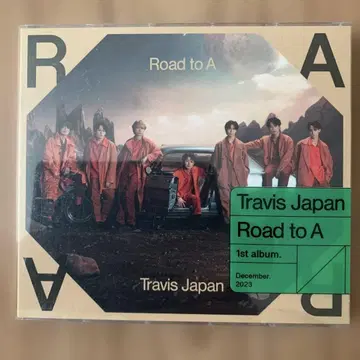 R
A
Road to A
Travis Japan
A
R
Travis Japan
Road to A
1st album.
December.
2023